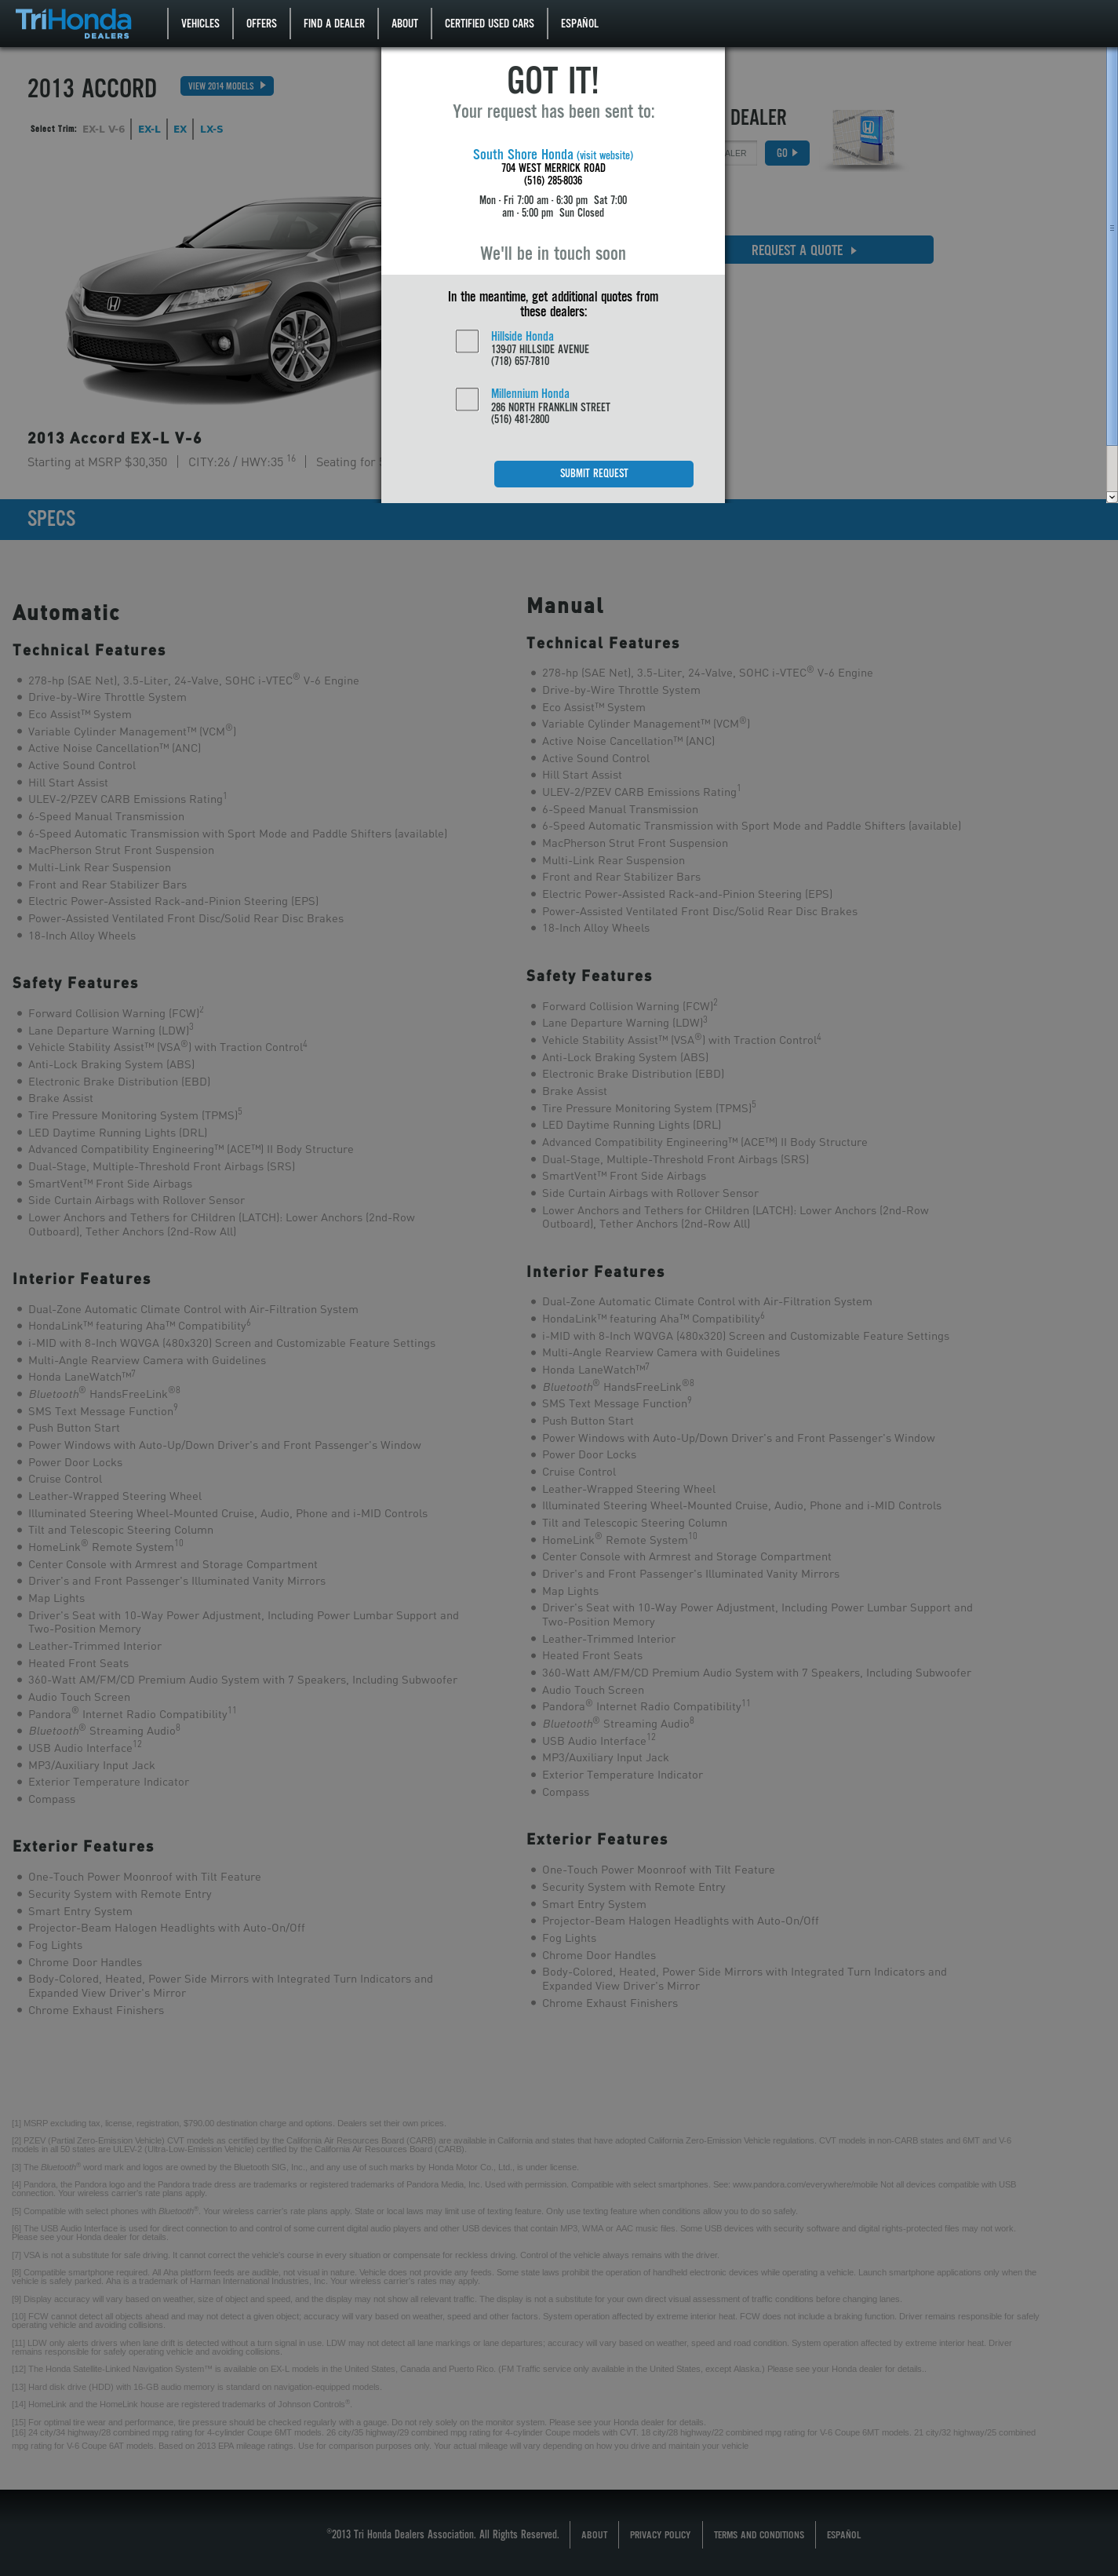 TriHonda
DEALERS
VEHICLES
OFFERS
FIND A DEALER
ABOUT
CERTIFIED USED CARS
ESPAÑOL
2013 ACCORD
VIEW 2014 MODELS
Select Trim: EX-L V-6 EX-L EX LX-S
GOT IT!
Your request has been sent to:
South Shore Honda (visit website)
704 WEST MERRICK ROAD
(516) 285-8036
Mon - Fri 7:00 am - 6:30 pm Sat 7:00
am - 5:00 pm Sun Closed
We'll be in touch soon
In the meantime, get additional quotes from
these dealers:
Hillside Honda
139-07 HILLSIDE AVENUE
(718) 657-7810
Millennium Honda
286 NORTH FRANKLIN STREET
(516) 481-2800
SUBMIT REQUEST
DEALER
ALER
GO
REQUEST A QUOTE
2013 Accord EX-L V-6
Starting at MSRP $30,350 | CITY:26 / HWY:35 16 | Seating for
SPECS
Automatic
Technical Features
278-hp (SAE Net), 3.5-Liter, 24-Valve, SOHC i-VTEC® V-6 Engine
Drive-by-Wire Throttle System
Eco Assist™ System
Variable Cylinder Management™ (VCM®)
Active Noise Cancellation™ (ANC)
Active Sound Control
Hill Start Assist
ULEV-2/PZEV CARB Emissions Rating1
6-Speed Manual Transmission
6-Speed Automatic Transmission with Sport Mode and Paddle Shifters (available)
MacPherson Strut Front Suspension
Multi-Link Rear Suspension
Front and Rear Stabilizer Bars
Electric Power-Assisted Rack-and-Pinion Steering (EPS)
Power-Assisted Ventilated Front Disc/Solid Rear Disc Brakes
18-Inch Alloy Wheels
Safety Features
Forward Collision Warning (FCW)2
Lane Departure Warning (LDW)3
Vehicle Stability Assist™ (VSA®) with Traction Control4
Anti-Lock Braking System (ABS)
Electronic Brake Distribution (EBD)
Brake Assist
Tire Pressure Monitoring System (TPMS)5
LED Daytime Running Lights (DRL)
Advanced Compatibility Engineering™ (ACE™) II Body Structure
Dual-Stage, Multiple-Threshold Front Airbags (SRS)
SmartVent™ Front Side Airbags
Side Curtain Airbags with Rollover Sensor
Lower Anchors and Tethers for CHildren (LATCH): Lower Anchors (2nd-Row
Outboard), Tether Anchors (2nd-Row All)
Interior Features
Dual-Zone Automatic Climate Control with Air-Filtration System
HondaLink™ featuring Aha™ Compatibility6
i-MID with 8-Inch WQVGA (480x320) Screen and Customizable Feature Settings
Multi-Angle Rearview Camera with Guidelines
Honda LaneWatch™7
Bluetooth® HandsFreeLink®8
SMS Text Message Function9
Push Button Start
Power Windows with Auto-Up/Down Driver's and Front Passenger's Window
Power Door Locks
Cruise Control
Leather-Wrapped Steering Wheel
Illuminated Steering Wheel-Mounted Cruise, Audio, Phone and i-MID Controls
Tilt and Telescopic Steering Column
HomeLink® Remote System10
Center Console with Armrest and Storage Compartment
Driver's and Front Passenger's Illuminated Vanity Mirrors
Map Lights
Driver's Seat with 10-Way Power Adjustment, Including Power Lumbar Support and
Two-Position Memory
Leather-Trimmed Interior
Heated Front Seats
360-Watt AM/FM/CD Premium Audio System with 7 Speakers, Including Subwoofer
Audio Touch Screen
Pandora® Internet Radio Compatibility11
Bluetooth® Streaming Audio8
USB Audio Interface12
MP3/Auxiliary Input Jack
Exterior Temperature Indicator
Compass
Exterior Features
One-Touch Power Moonroof with Tilt Feature
Security System with Remote Entry
Smart Entry System
Projector-Beam Halogen Headlights with Auto-On/Off
Fog Lights
Chrome Door Handles
Body-Colored, Heated, Power Side Mirrors with Integrated Turn Indicators and
Expanded View Driver's Mirror
Chrome Exhaust Finishers
Manual
Technical Features
278-hp (SAE Net), 3.5-Liter, 24-Valve, SOHC i-VTEC® V-6 Engine
Drive-by-Wire Throttle System
Eco Assist™ System
Variable Cylinder Management™ (VCM®)
Active Noise Cancellation™ (ANC)
Active Sound Control
Hill Start Assist
ULEV-2/PZEV CARB Emissions Rating1
6-Speed Manual Transmission
6-Speed Automatic Transmission with Sport Mode and Paddle Shifters (available)
MacPherson Strut Front Suspension
Multi-Link Rear Suspension
Front and Rear Stabilizer Bars
Electric Power-Assisted Rack-and-Pinion Steering (EPS)
Power-Assisted Ventilated Front Disc/Solid Rear Disc Brakes
18-Inch Alloy Wheels
Safety Features
Forward Collision Warning (FCW)2
Lane Departure Warning (LDW)3
Vehicle Stability Assist™ (VSA®) with Traction Control4
Anti-Lock Braking System (ABS)
Electronic Brake Distribution (EBD)
Brake Assist
Tire Pressure Monitoring System (TPMS)5
LED Daytime Running Lights (DRL)
Advanced Compatibility Engineering™ (ACE™) II Body Structure
Dual-Stage, Multiple-Threshold Front Airbags (SRS)
SmartVent™ Front Side Airbags
Side Curtain Airbags with Rollover Sensor
Lower Anchors and Tethers for CHildren (LATCH): Lower Anchors (2nd-Row
Outboard), Tether Anchors (2nd-Row All)
Interior Features
Dual-Zone Automatic Climate Control with Air-Filtration System
HondaLink™ featuring Aha™ Compatibility6
i-MID with 8-Inch WQVGA (480x320) Screen and Customizable Feature Settings
Multi-Angle Rearview Camera with Guidelines
Honda LaneWatch™7
Bluetooth® HandsFreeLink®8
SMS Text Message Function9
Push Button Start
Power Windows with Auto-Up/Down Driver's and Front Passenger's Window
Power Door Locks
Cruise Control
Leather-Wrapped Steering Wheel
Illuminated Steering Wheel-Mounted Cruise, Audio, Phone and i-MID Controls
Tilt and Telescopic Steering Column
HomeLink® Remote System10
Center Console with Armrest and Storage Compartment
Driver's and Front Passenger's Illuminated Vanity Mirrors
Map Lights
Driver's Seat with 10-Way Power Adjustment, Including Power Lumbar Support and
Two-Position Memory
Leather-Trimmed Interior
Heated Front Seats
360-Watt AM/FM/CD Premium Audio System with 7 Speakers, Including Subwoofer
Audio Touch Screen
Pandora® Internet Radio Compatibility11
Bluetooth® Streaming Audio8
USB Audio Interface12
MP3/Auxiliary Input Jack
Exterior Temperature Indicator
Compass
Exterior Features
One-Touch Power Moonroof with Tilt Feature
Security System with Remote Entry
Smart Entry System
Projector-Beam Halogen Headlights with Auto-On/Off
Fog Lights
Chrome Door Handles
Body-Colored, Heated, Power Side Mirrors with Integrated Turn Indicators and
Expanded View Driver's Mirror
Chrome Exhaust Finishers
[1] MSRP excluding tax, license, registration, $790.00 destination charge and options. Dealers set their own prices.
[2] PZEV (Partial Zero-Emission Vehicle) CVT models as certified by the California Air Resources Board (CARB) are available in California and states that have adopted California Zero-Emission Vehicle regulations. CVT models in non-CARB states and 6MT and V-6
models in all 50 states are ULEV-2 (Ultra-Low-Emission Vehicle) certified by the California Air Resources Board (CARB).
[3] The Bluetooth® word mark and logos are owned by the Bluetooth SIG, Inc., and any use of such marks by Honda Motor Co., Ltd., is under license.
[4] Pandora, the Pandora logo and the Pandora trade dress are trademarks or registered trademarks of Pandora Media, Inc. Used with permission. Compatible with select smartphones. See: www.pandora.com/everywhere/mobile Not all devices compatible with USB
connection. Your wireless carrier's rate plans apply.
[5] Compatible with select phones with Bluetooth®. Your wireless carrier's rate plans apply. State or local laws may limit use of texting feature. Only use texting feature when conditions allow you to do so safely.
[6] The USB Audio Interface is used for direct connection to and control of some current digital audio players and other USB devices that contain MP3, WMA or AAC music files. Some USB devices with security software and digital rights-protected files may not work.
Please see your Honda dealer for details.
[7] VSA is not a substitute for safe driving. It cannot correct the vehicle's course in every situation or compensate for reckless driving. Control of the vehicle always remains with the driver.
[8] Compatible smartphone required. All Aha platform feeds are audible, not visual in nature. Vehicle does not provide any feeds. Some state laws prohibit the operation of handheld electronic devices while operating a vehicle. Launch smartphone applications only when the
vehicle is safely parked. Aha is a trademark of Harman International Industries, Inc. Your wireless carrier's rates may apply.
[9] Display accuracy will vary based on weather, size of object and speed, and the display may not show all relevant traffic. The display is not a substitute for your own direct visual assessment of traffic conditions before changing lanes.
[10] FCW cannot detect all objects ahead and may not detect a given object; accuracy will vary based on weather, speed and other factors. System operation affected by extreme interior heat. FCW does not include a braking function. Driver remains responsible for safely
operating vehicle and avoiding collisions.
[11] LDW only alerts drivers when lane drift is detected without a turn signal in use. LDW may not detect all lane markings or lane departures; accuracy will vary based on weather, speed and road condition. System operation affected by extreme interior heat. Driver
remains responsible for safely operating vehicle and avoiding collisions.
[12] The Honda Satellite-Linked Navigation System™ is available on EX-L models in the United States, Canada and Puerto Rico. (FM Traffic service only available in the United States, except Alaska.) Please see your Honda dealer for details..
[13] Hard disk drive (HDD) with 16-GB audio memory is standard on navigation-equipped models.
[14] HomeLink and the HomeLink house are registered trademarks of Johnson Controls®.
[15] For optimal tire wear and performance, tire pressure should be checked regularly with a gauge. Do not rely solely on the monitor system. Please see your Honda dealer for details.
[16] 24 city/34 highway/28 combined mpg rating for 4-cylinder Coupe 6MT models. 26 city/35 highway/29 combined mpg rating for 4-cylinder Coupe models with CVT. 18 city/28 highway/22 combined mpg rating for V-6 Coupe 6MT models. 21 city/32 highway/25 combined
mpg rating for V-6 Coupe 6AT models. Based on 2013 EPA mileage ratings. Use for comparison purposes only. Your actual mileage will vary depending on how you drive and maintain your vehicle
©2013 Tri Honda Dealers Association. All Rights Reserved.
ABOUT
PRIVACY POLICY
TERMS AND CONDITIONS
ESPAÑOL